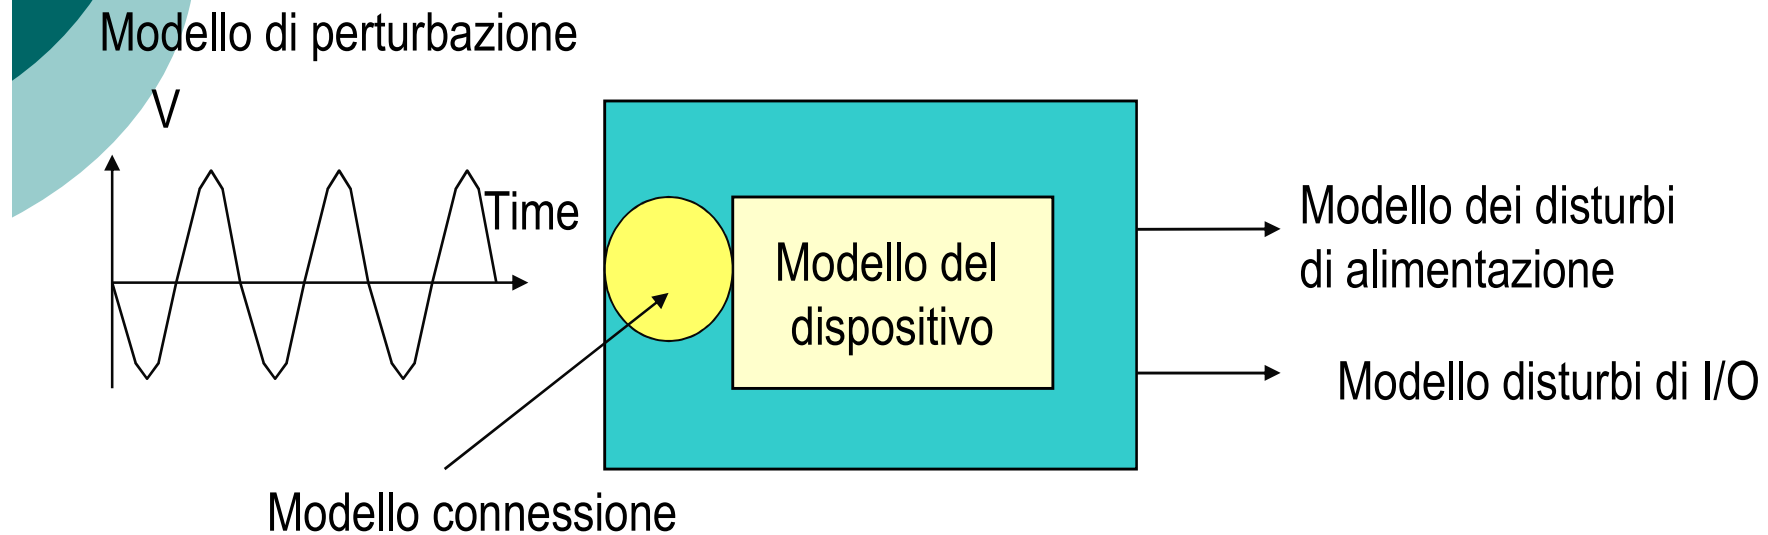 Modello di perturbazione
V
Time
Modello del
dispositivo
Modello dei disturbi
di alimentazione
Modello disturbi di I/O
Modello connessione